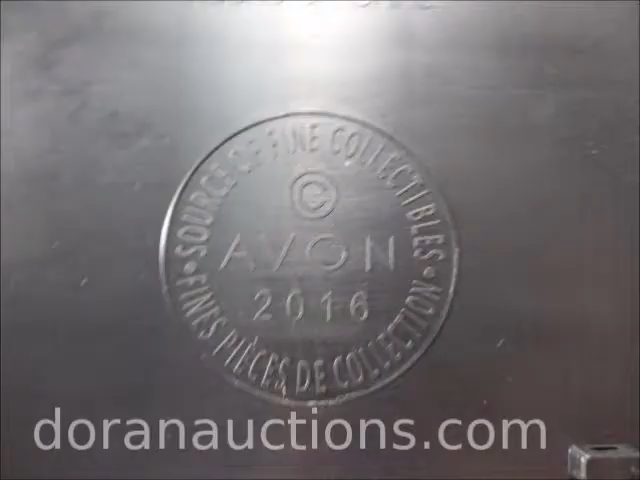 SOURCE OF FINE COLLECTIBLES
©
AVON
2016
• FINES PIÈCES DE COLLECTION •
doranauctions.com